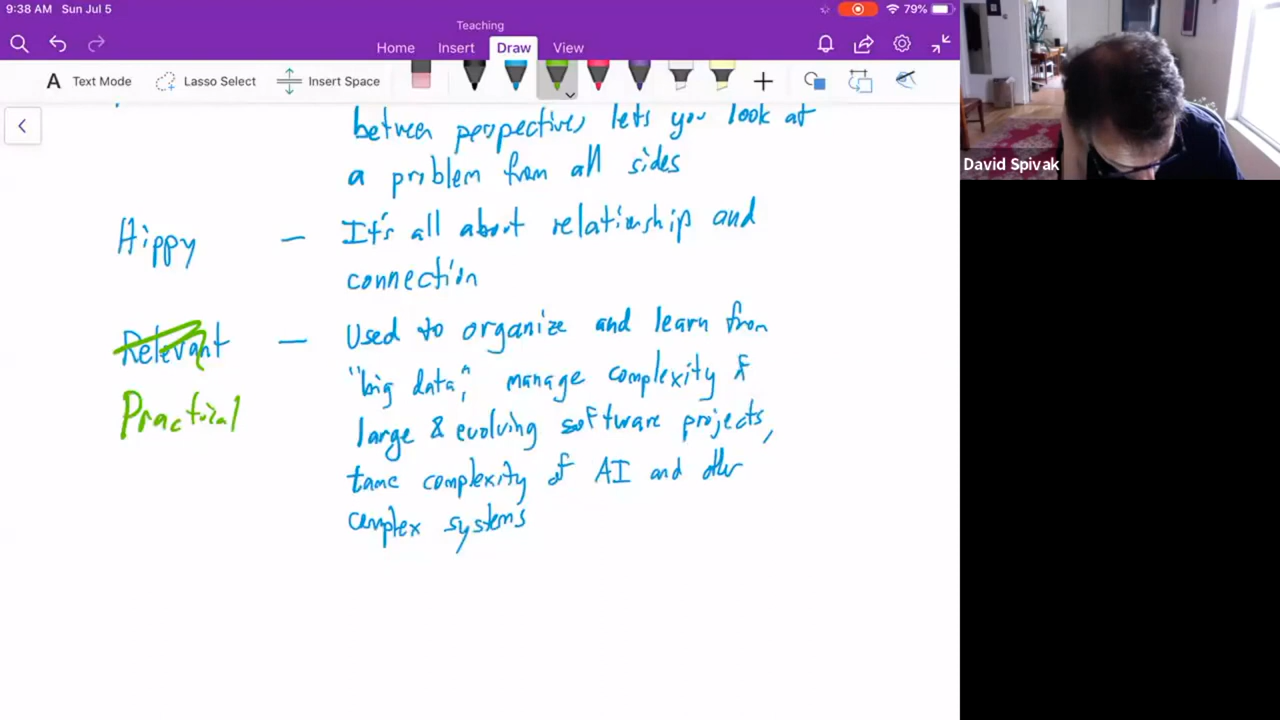 9:38 AM Sun Jul 5
79%
Teaching
Home Insert Draw View
Text Mode Lasso Select Insert Space
David Spivak
between perspectives lets you look at
a problem from all sides
Hippy — It's all about relationship and
connection
Relevant — Used to organize and learn from
Practical "big data," manage complexity of
large & evolving software projects,
tame complexity of AI and other
complex systems